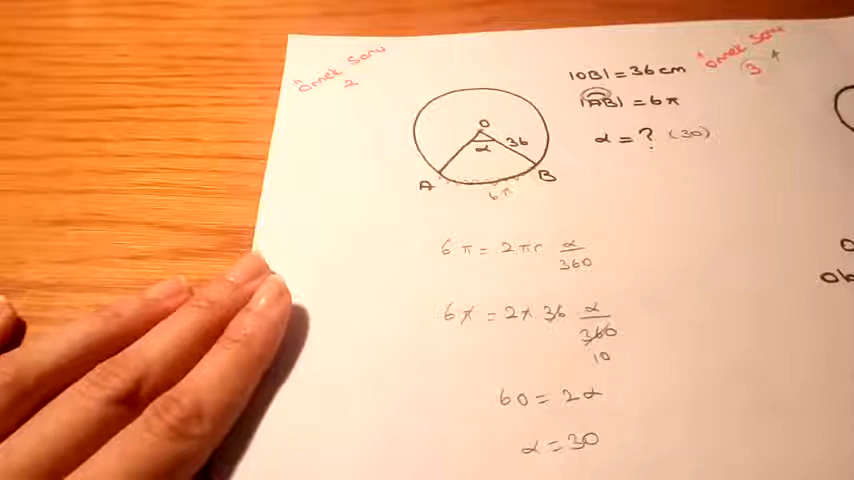 Örnek Soru
2
|OB| = 36 cm
|AB| = 6π
α = ? (30)
Örnek Soru
3
O
α
36
A
B
6π
6π = 2πr α/360
6π = 2π 36 α/360
10
60 = 2α
α = 30